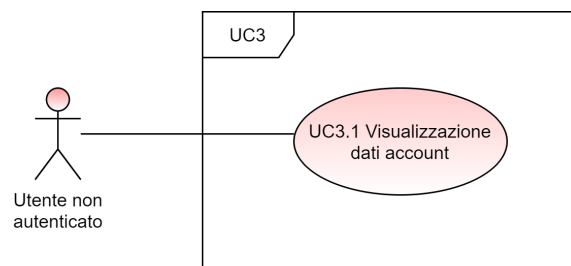 UC3
UC3.1 Visualizzazione
dati account
Utente non
autenticato